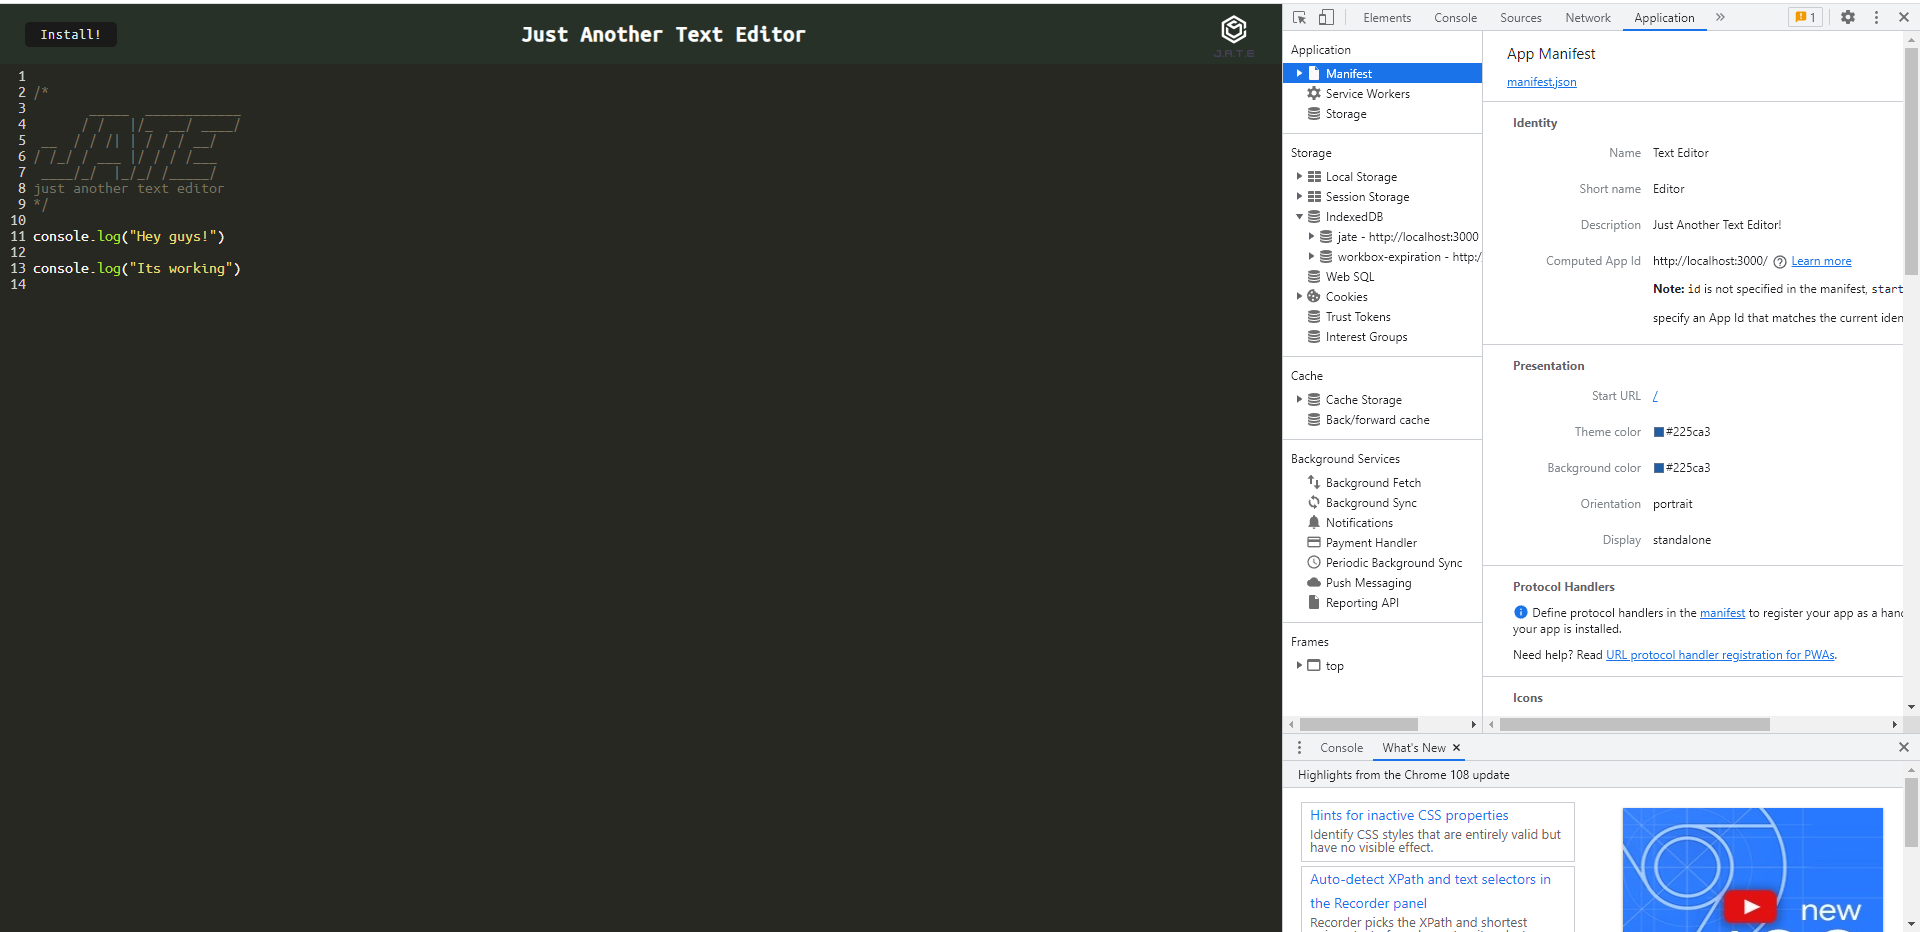 Install!
Just Another Text Editor
J.A.T.E
1
2 /*
3
4
5
6
7
8 just another text editor
9 */
10
11 console.log("Hey guys!")
12
13 console.log("Its working")
14
Elements Console Sources Network Application 1
Application
Manifest
Service Workers
Storage
Storage
Local Storage
Session Storage
IndexedDB
jate - http://localhost:3000
workbox-expiration - http:/
Web SQL
Cookies
Trust Tokens
Interest Groups
Cache
Cache Storage
Back/forward cache
Background Services
Background Fetch
Background Sync
Notifications
Payment Handler
Periodic Background Sync
Push Messaging
Reporting API
Frames
top
App Manifest
manifest.json
Identity
Name Text Editor
Short name Editor
Description Just Another Text Editor!
Computed App Id http://localhost:3000/ Learn more
Note: id is not specified in the manifest, start
specify an App Id that matches the current iden
Presentation
Start URL /
Theme color #225ca3
Background color #225ca3
Orientation portrait
Display standalone
Protocol Handlers
Define protocol handlers in the manifest to register your app as a hand
your app is installed.
Need help? Read URL protocol handler registration for PWAs.
Icons
Console What's New
Highlights from the Chrome 108 update
Hints for inactive CSS properties
Identify CSS styles that are entirely valid but
have no visible effect.
Auto-detect XPath and text selectors in
the Recorder panel
Recorder picks the XPath and shortest
new